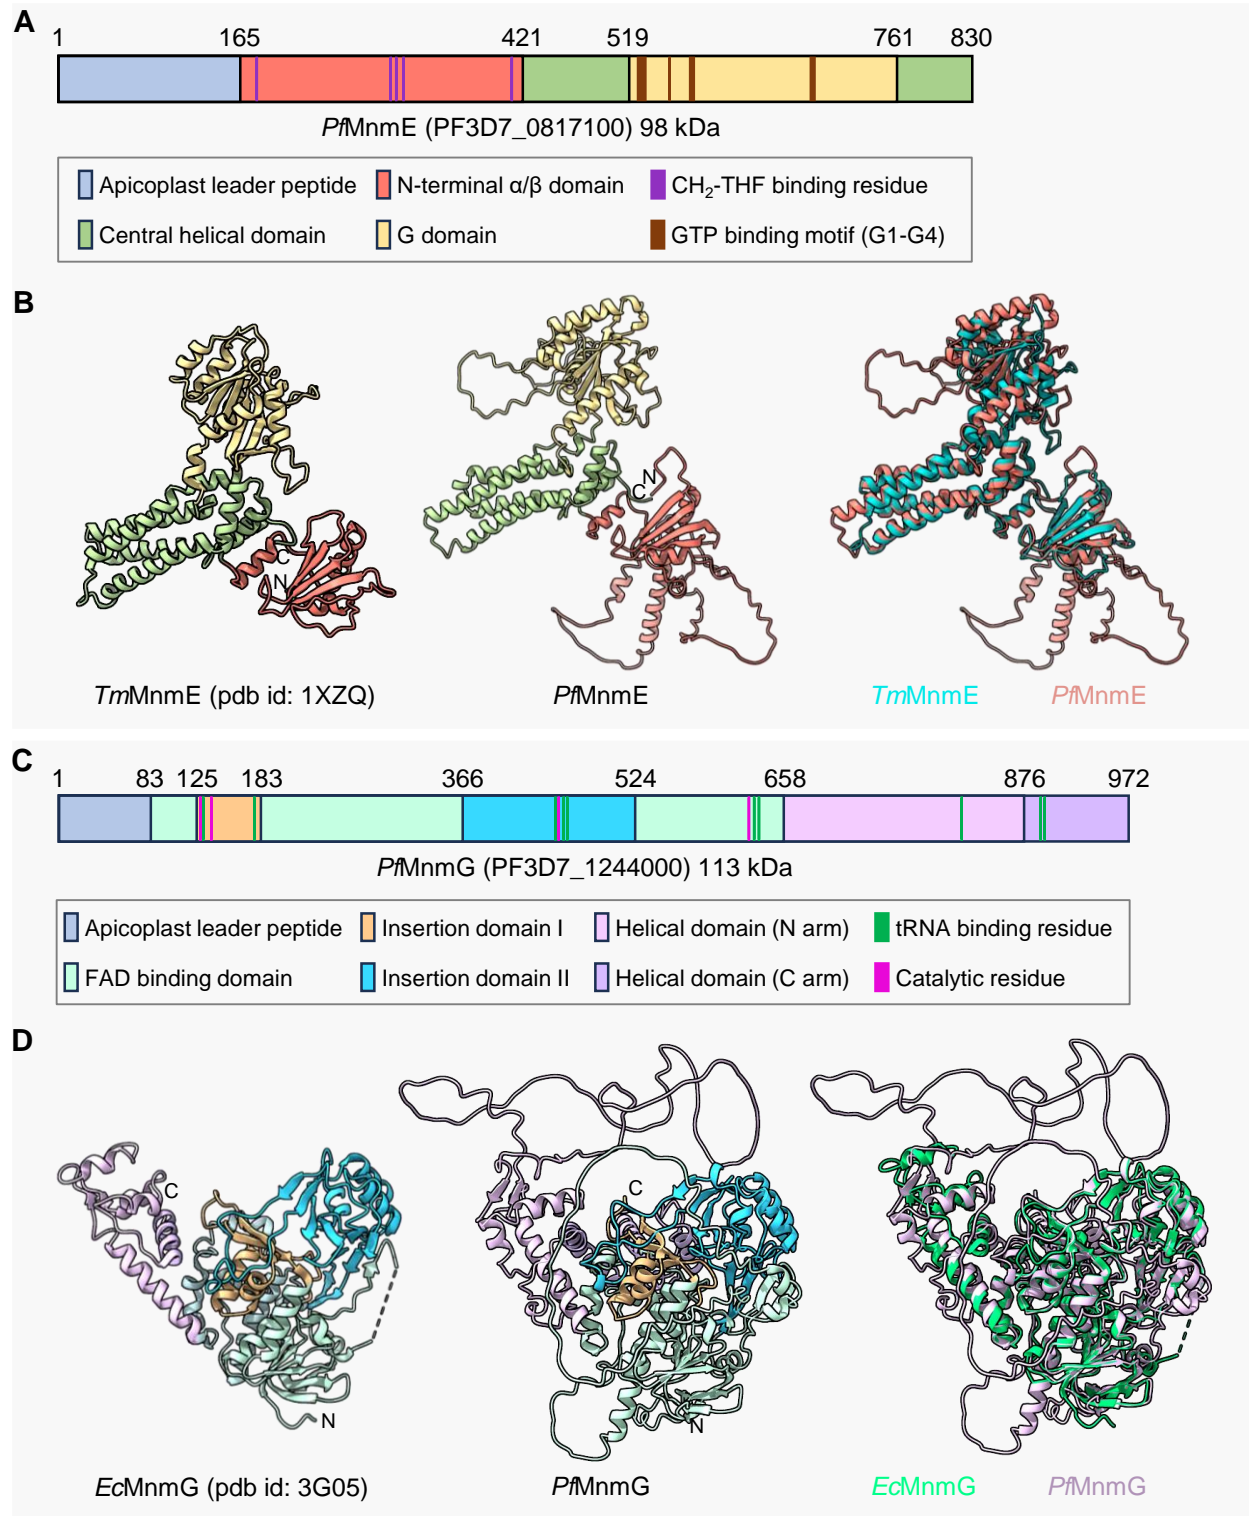 A
1 165 421 519 761 830
PfMnmE (PF3D7_0817100) 98 kDa
Apicoplast leader peptide N-terminal α/β domain CH₂-THF binding residue
Central helical domain G domain GTP binding motif (G1-G4)
B
C
N
C N
TmMnmE (pdb id: 1XZQ) PfMnmE TmMnmE PfMnmE
C
1 83 125 183 366 524 658 876 972
PfMnmG (PF3D7_1244000) 113 kDa
Apicoplast leader peptide Insertion domain I Helical domain (N arm) tRNA binding residue
FAD binding domain Insertion domain II Helical domain (C arm) Catalytic residue
D
C C
N N
EcMnmG (pdb id: 3G05) PfMnmG EcMnmG PfMnmG